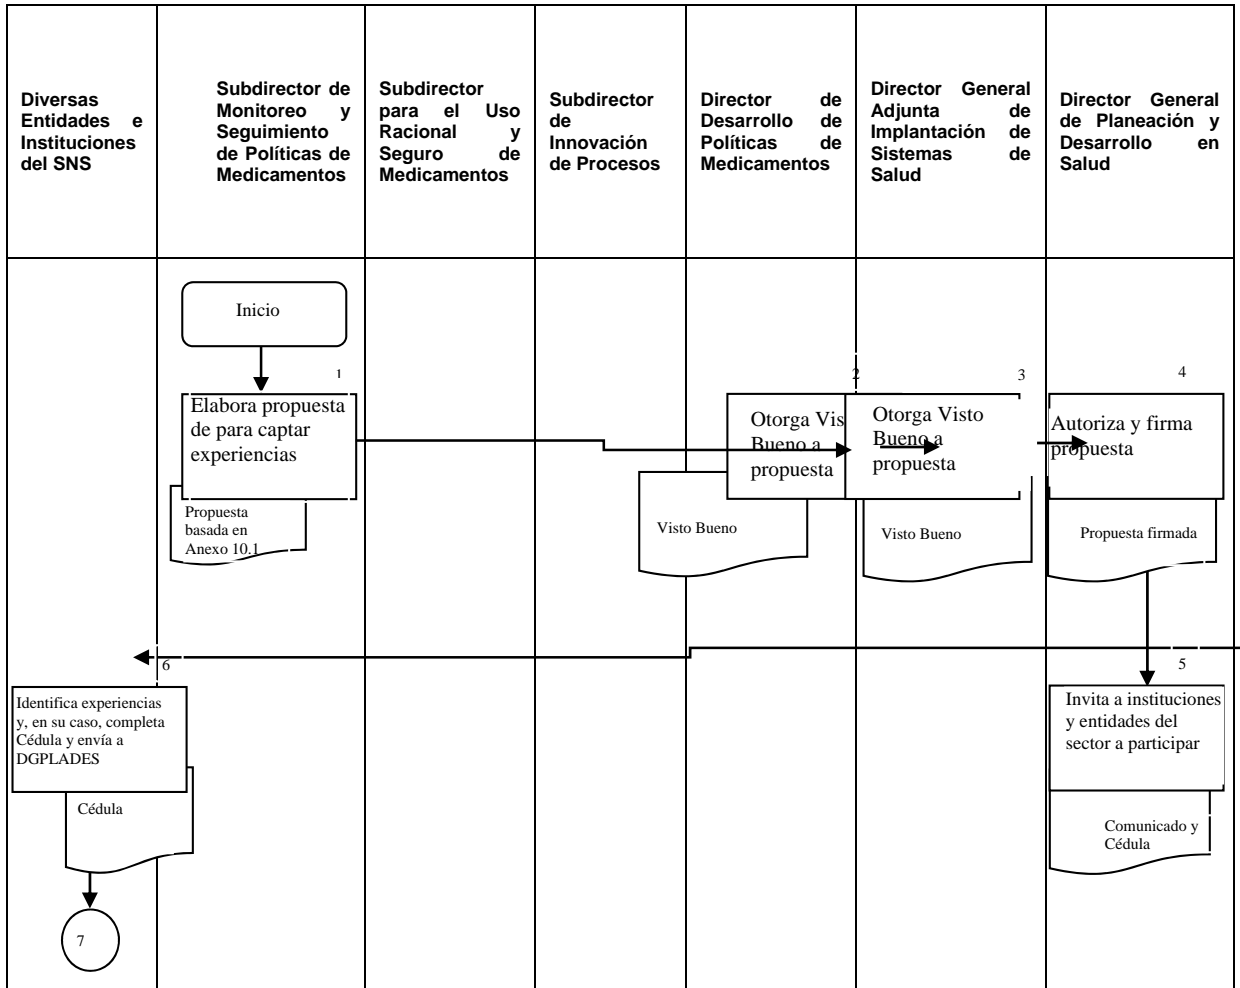 Diversas
Entidades e
Instituciones
del SNS
Subdirector de
Monitoreo y
Seguimiento
de Políticas de
Medicamentos
Subdirector
para el Uso
Racional y
Seguro de
Medicamentos
Subdirector
de
Innovación
de Procesos
Director de
Desarrollo de
Políticas de
Medicamentos
Director General
Adjunta de
Implantación de
Sistemas de
Salud
Director General
de Planeación y
Desarrollo en
Salud
Inicio
1
Elabora propuesta
de para captar
experiencias
Propuesta
basada en
Anexo 10.1
2
Otorga Vis
Bueno a
propuesta
Visto Bueno
3
Otorga Visto
Bueno a
propuesta
Visto Bueno
4
Autoriza y firma
propuesta
Propuesta firmada
5
Invita a instituciones
y entidades del
sector a participar
Comunicado y
Cédula
6
Identifica experiencias
y, en su caso, completa
Cédula y envía a
DGPLADES
Cédula
7